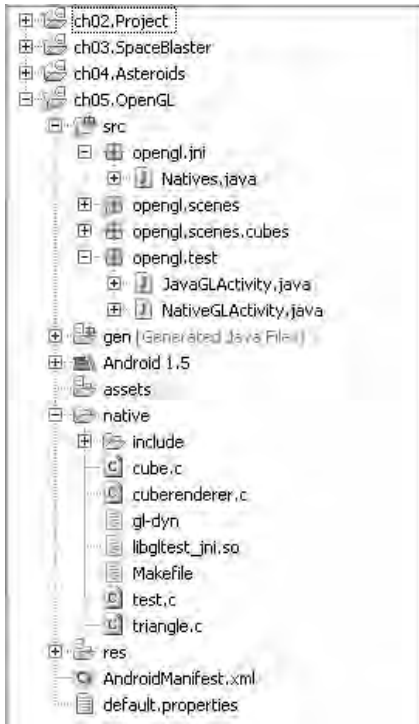 ch02.Project
ch03.SpaceBlaster
ch04.Asteroids
ch05.OpenGL
src
opengl.jni
Natives.java
opengl.scenes
opengl.scenes.cubes
opengl.test
JavaGLActivity.java
NativeGLActivity.java
gen [Generated Java Files]
Android 1.5
assets
native
include
cube.c
cuberenderer.c
gl-dyn
libgltest_jni.so
Makefile
test.c
triangle.c
res
AndroidManifest.xml
default.properties